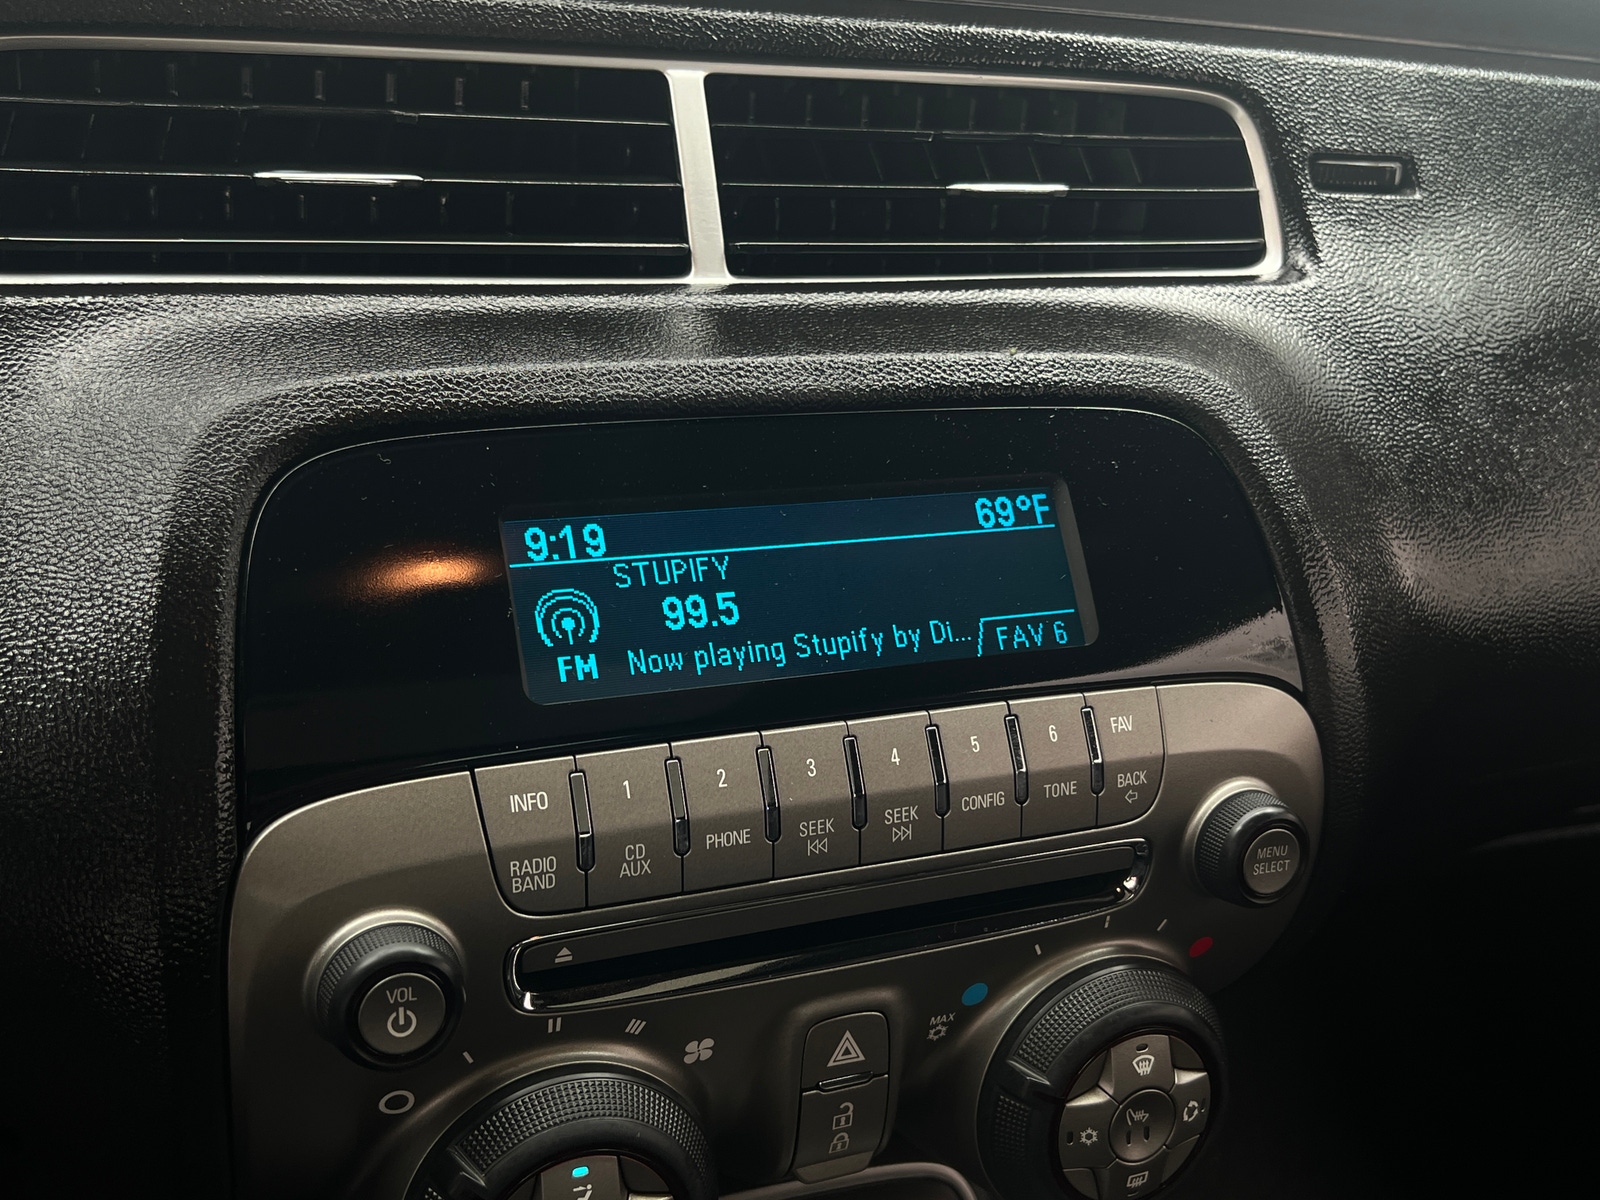 9:19 69°F
STUPIFY
99.5
FM Now playing Stupify by Di... FAV 6
INFO 1 2 3 4 5 6 FAV
RADIO BAND
CD AUX
PHONE
SEEK
SEEK
CONFIG
TONE
BACK
MENU SELECT
VOL
MAX